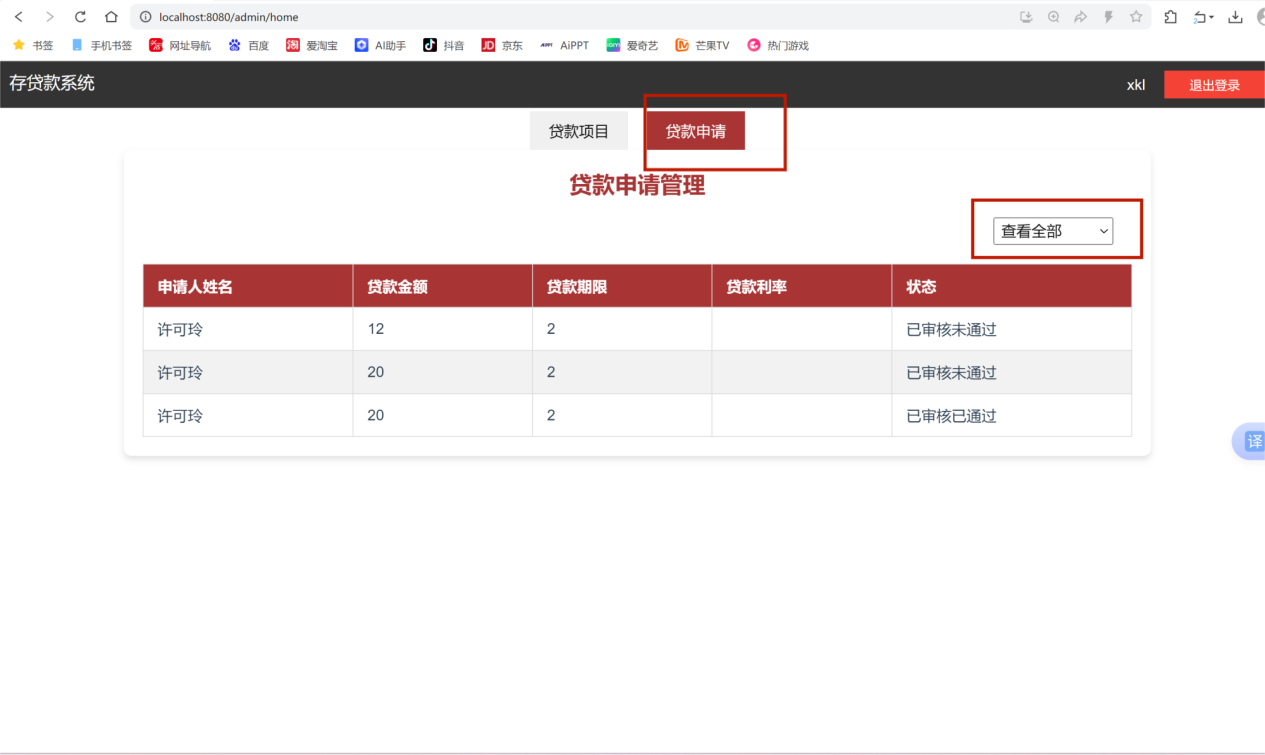 localhost:8080/admin/home
书签 手机书签 网址导航 百度 爱淘宝 AI助手 抖音 京东 AiPPT 爱奇艺 芒果TV 热门游戏
存贷款系统 xkl 退出登录
贷款项目 贷款申请
贷款申请管理
查看全部
申请人姓名 贷款金额 贷款期限 贷款利率 状态
许可玲 12 2 已审核未通过
许可玲 20 2 已审核未通过
许可玲 20 2 已审核已通过
译